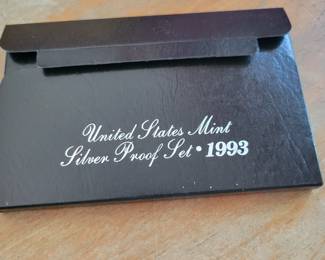 United States Mint
Silver Proof Set • 1993